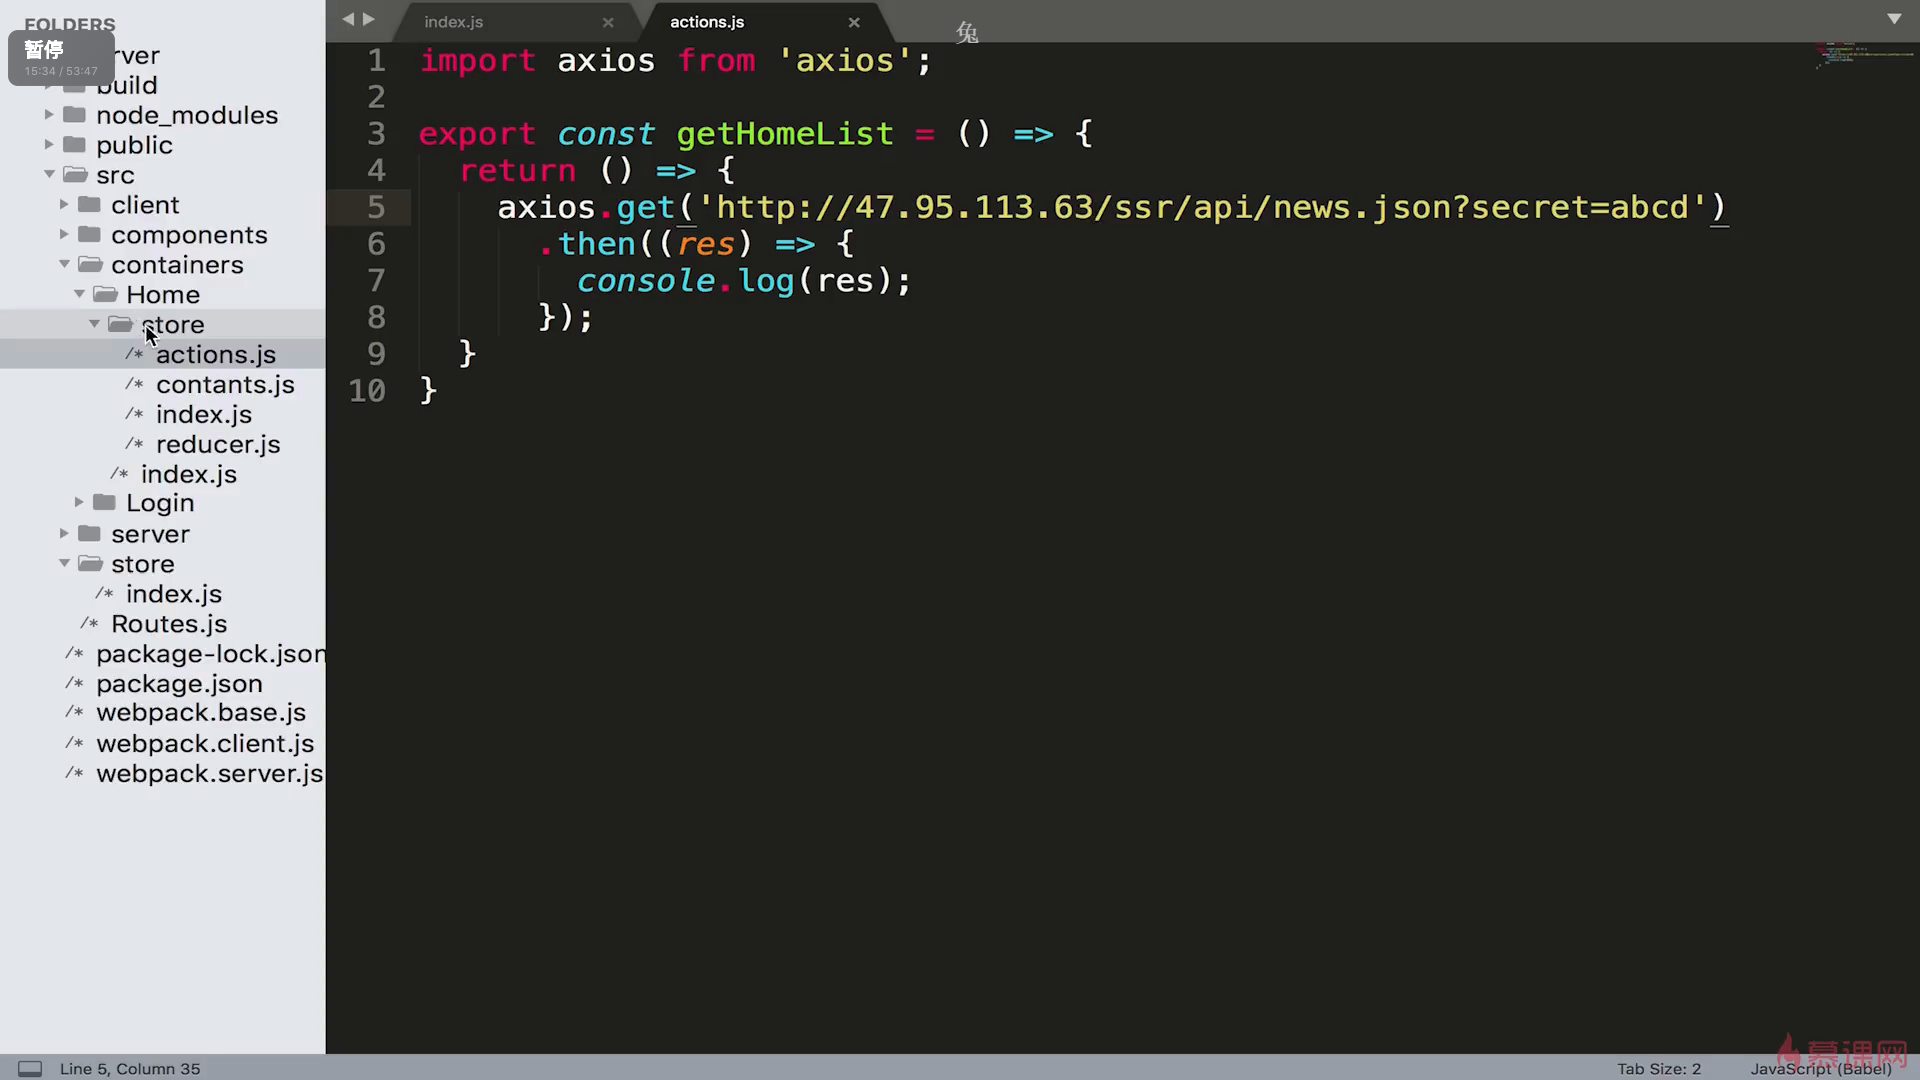 FOLDERS
暂停
15:34 / 53:47
rver
build
node_modules
public
src
client
components
containers
Home
store
/* actions.js
/* contants.js
/* index.js
/* reducer.js
/* index.js
Login
server
store
/* index.js
/* Routes.js
/* package-lock.json
/* package.json
/* webpack.base.js
/* webpack.client.js
/* webpack.server.js
index.js ×
actions.js ×
兔
1 import axios from 'axios';
2
3 export const getHomeList = () => {
4 return () => {
5 axios.get('http://47.95.113.63/ssr/api/news.json?secret=abcd')
6 .then((res) => {
7 console.log(res);
8 });
9 }
10 }
慕课网
Line 5, Column 35
Tab Size: 2
JavaScript (Babel)